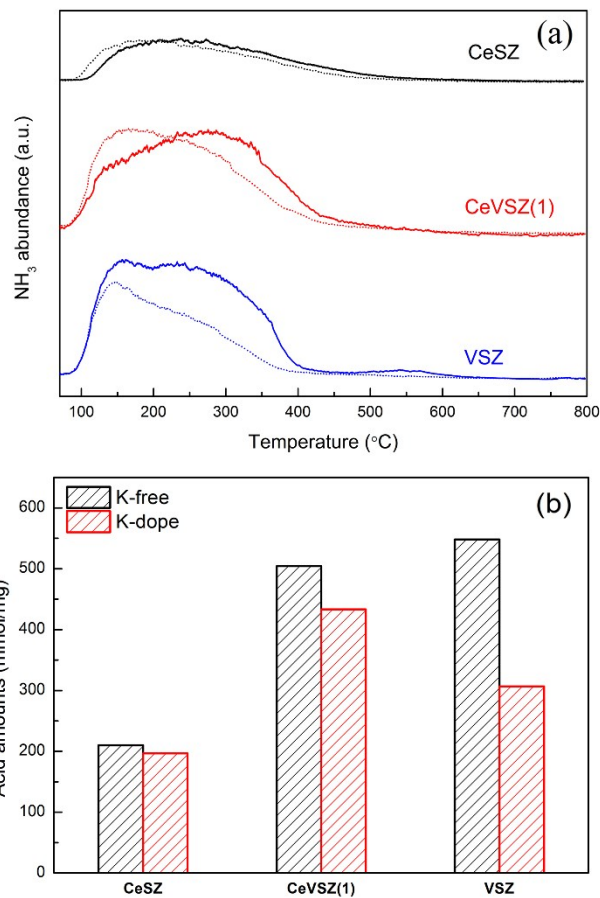 (a)
CeSZ
CeVSZ(1)
VSZ
NH₃ abundance (a.u.)
100 200 300 400 500 600 700 800
Temperature (°C)
(b)
K-free
K-dope
600
500
400
300
200
100
0
Acid amounts (mmol/mg)
CeSZ CeVSZ(1) VSZ